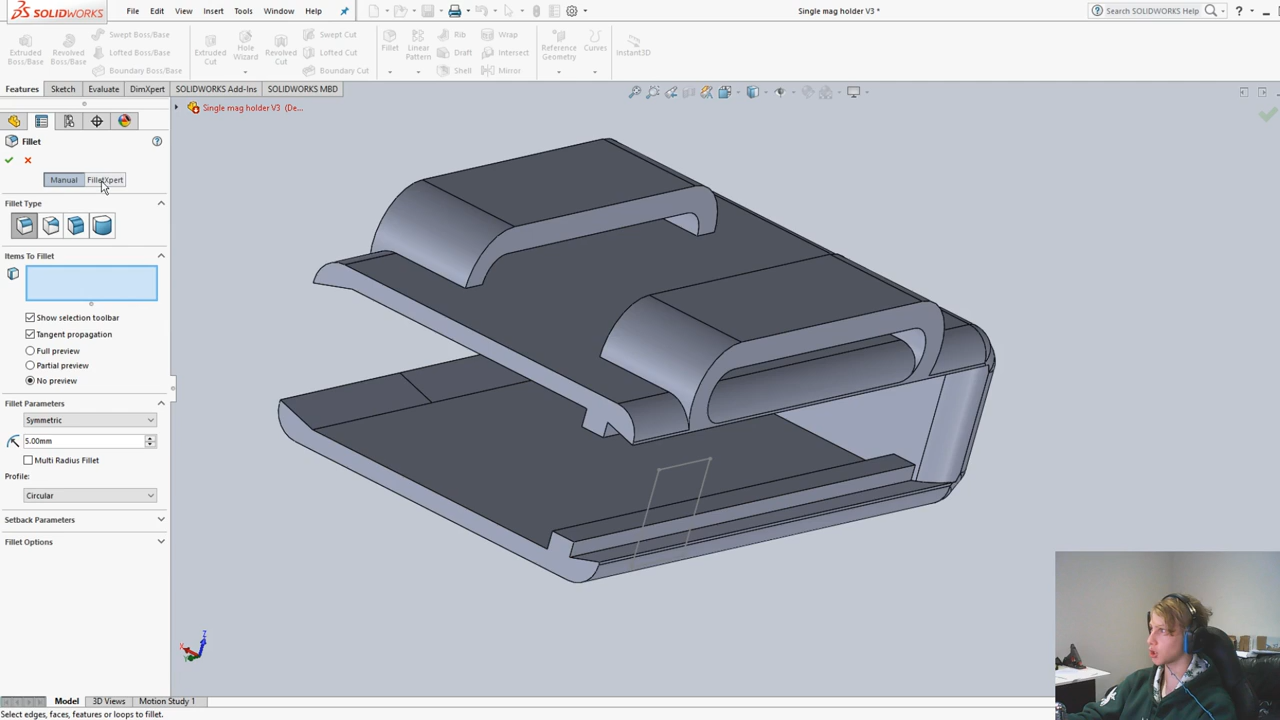 SOLIDWORKS File Edit View Insert Tools Window Help Single mag holder V3 * Search SOLIDWORKS Help
Extruded Boss/Base
Revolved Boss/Base
Swept Boss/Base
Lofted Boss/Base
Boundary Boss/Base
Extruded Cut
Hole Wizard
Revolved Cut
Swept Cut
Lofted Cut
Boundary Cut
Fillet
Linear Pattern
Rib
Draft
Shell
Wrap
Intersect
Mirror
Reference Geometry
Curves
Instant3D
Features Sketch Evaluate DimXpert SOLIDWORKS Add-Ins SOLIDWORKS MBD
Single mag holder V3 (De...
Fillet
Manual FilletXpert
Fillet Type
Items To Fillet
Show selection toolbar
Tangent propagation
Full preview
Partial preview
No preview
Fillet Parameters
Symmetric
5.00mm
Multi Radius Fillet
Profile:
Circular
Setback Parameters
Fillet Options
Z
X
Y
Model 3D Views Motion Study 1
Select edges, faces, features or loops to fillet.